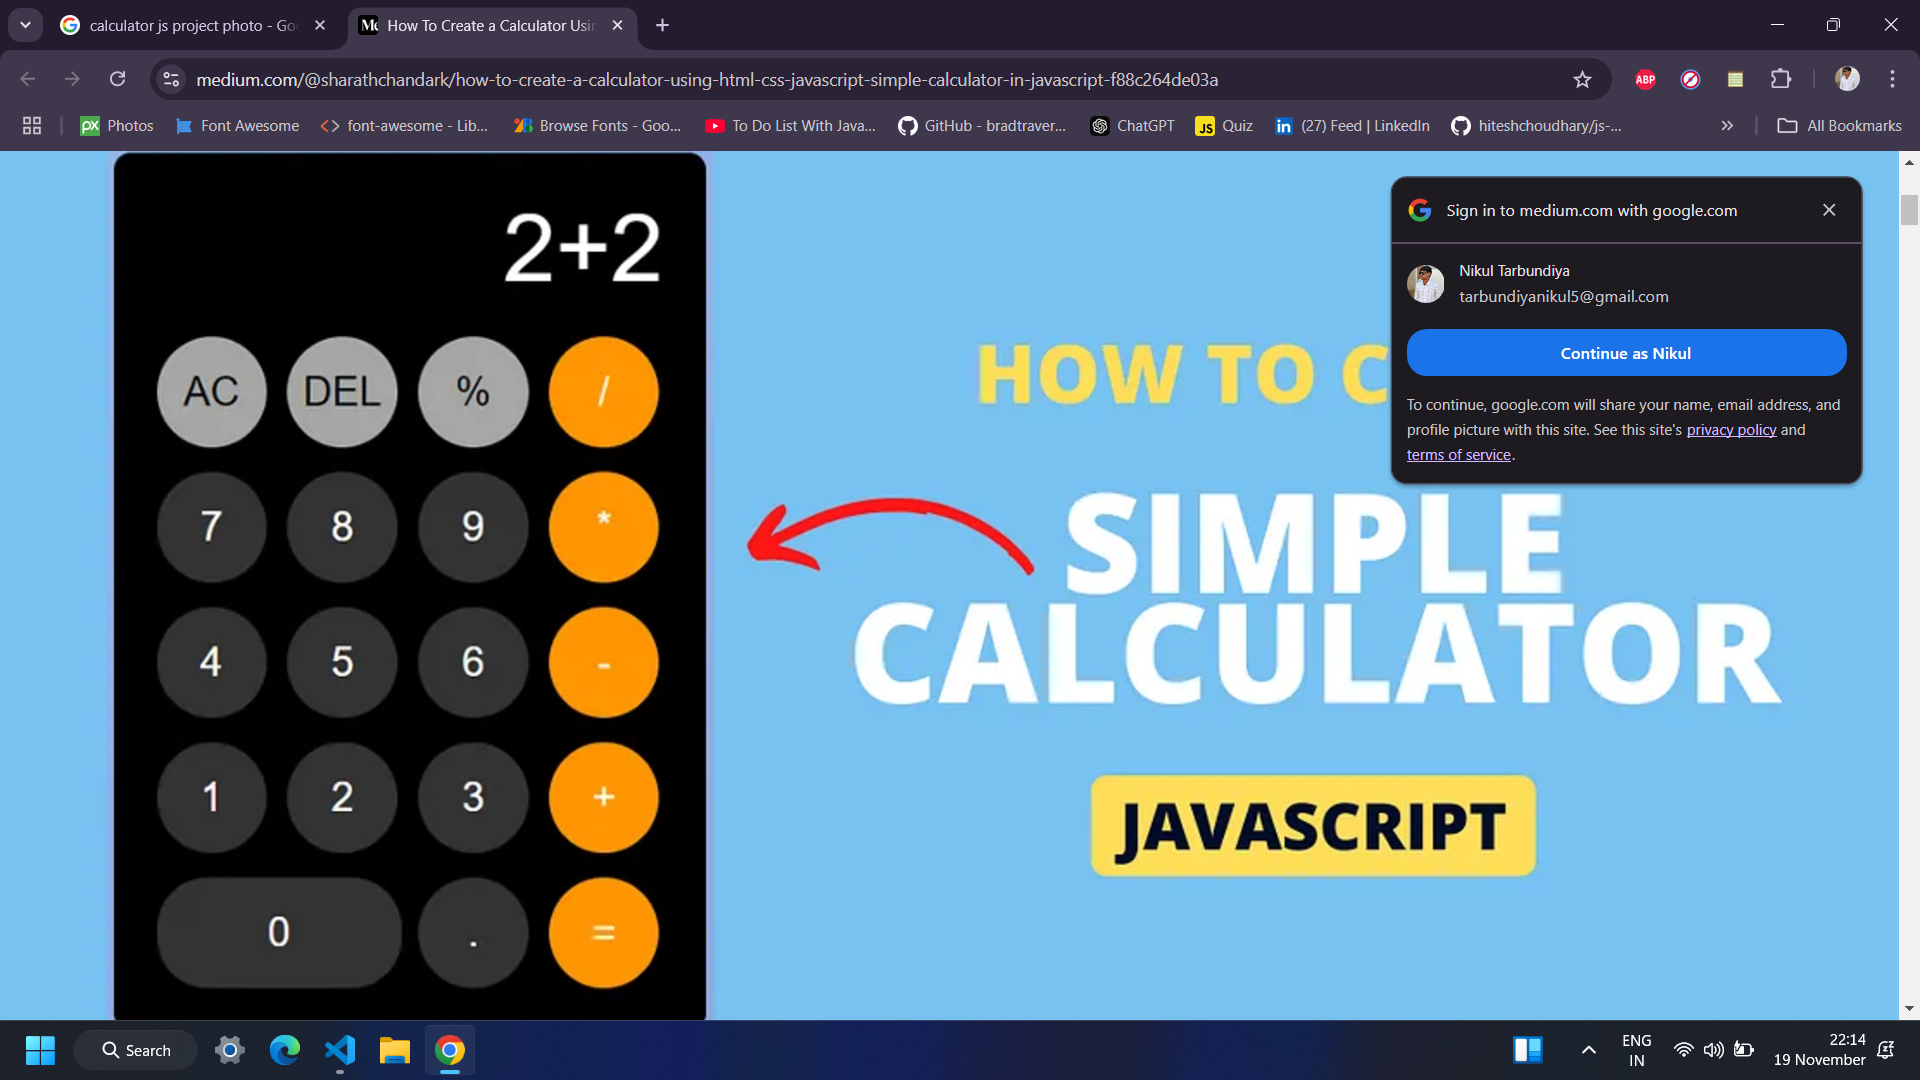 calculator js project photo - Go
How To Create a Calculator Usi
medium.com/@sharathchandark/how-to-create-a-calculator-using-html-css-javascript-simple-calculator-in-javascript-f88c264de03a
ABP
px Photos
Font Awesome
font-awesome - Lib...
Browse Fonts - Goo...
To Do List With Java...
GitHub - bradtraver...
ChatGPT
JS Quiz
in (27) Feed | LinkedIn
hiteshchoudhary/js-...
All Bookmarks
2+2
AC DEL % /
7 8 9 *
4 5 6 -
1 2 3 +
0 . =
HOW TO C
SIMPLE
CALCULATOR
JAVASCRIPT
Sign in to medium.com with google.com
Nikul Tarbundiya
tarbundiyanikul5@gmail.com
Continue as Nikul
To continue, google.com will share your name, email address, and
profile picture with this site. See this site's privacy policy and
terms of service.
Search
ENG
IN
22:14
19 November